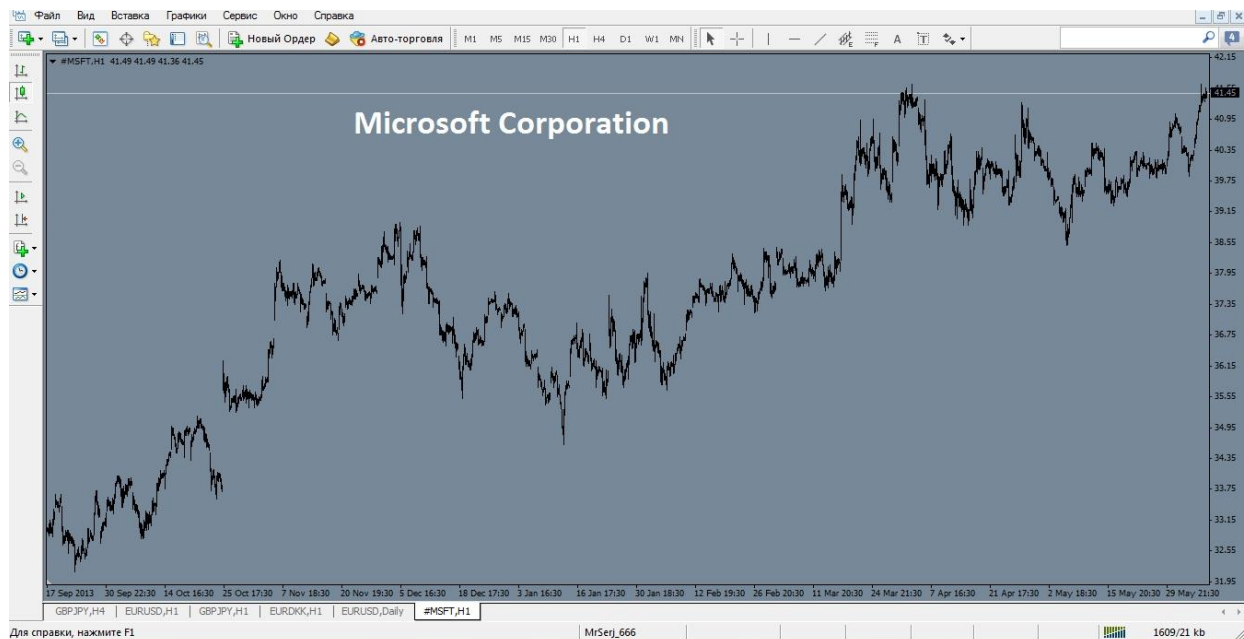 Файл Вид Вставка Графики Сервис Окно Справка
Новый Ордер Авто-торговля M1 M5 M15 M30 H1 H4 D1 W1 MN E F A T 4
#MSFT,H1 41.49 41.49 41.36 41.45
Microsoft Corporation
42.15
41.45
40.95
40.35
39.75
39.15
38.55
37.95
37.35
36.75
36.15
35.55
34.95
34.35
33.75
33.15
32.55
31.95
17 Sep 2013 30 Sep 22:30 14 Oct 16:30 25 Oct 17:30 7 Nov 18:30 20 Nov 19:30 5 Dec 16:30 18 Dec 17:30 3 Jan 16:30 16 Jan 17:30 30 Jan 18:30 12 Feb 19:30 26 Feb 20:30 11 Mar 20:30 24 Mar 21:30 7 Apr 16:30 21 Apr 17:30 2 May 18:30 15 May 20:30 29 May 21:30
GBPJPY,H4 EURUSD,H1 GBPJPY,H1 EURDKK,H1 EURUSD,Daily #MSFT,H1
Для справки, нажмите F1 MrSerj_666 1609/21 kb